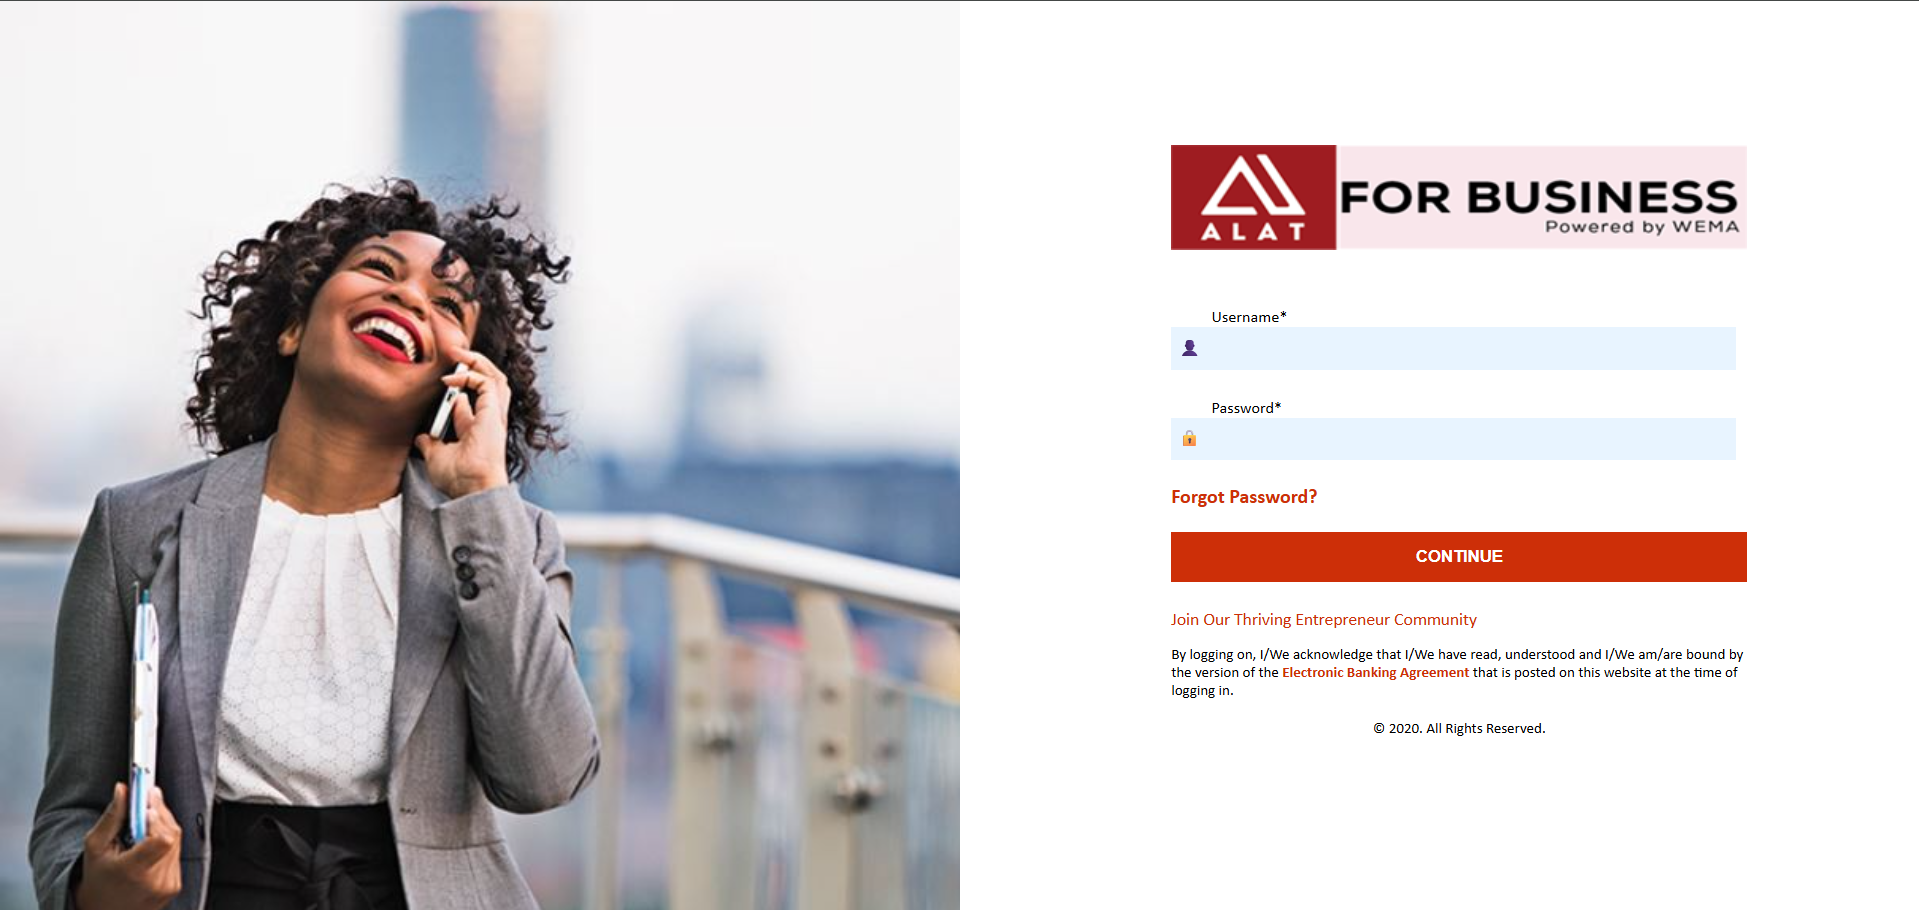 ALAT
FOR BUSINESS
Powered by WEMA
Username*
Password*
Forgot Password?
CONTINUE
Join Our Thriving Entrepreneur Community
By logging on, I/We acknowledge that I/We have read, understood and I/We am/are bound by
the version of the Electronic Banking Agreement that is posted on this website at the time of
logging in.
© 2020. All Rights Reserved.